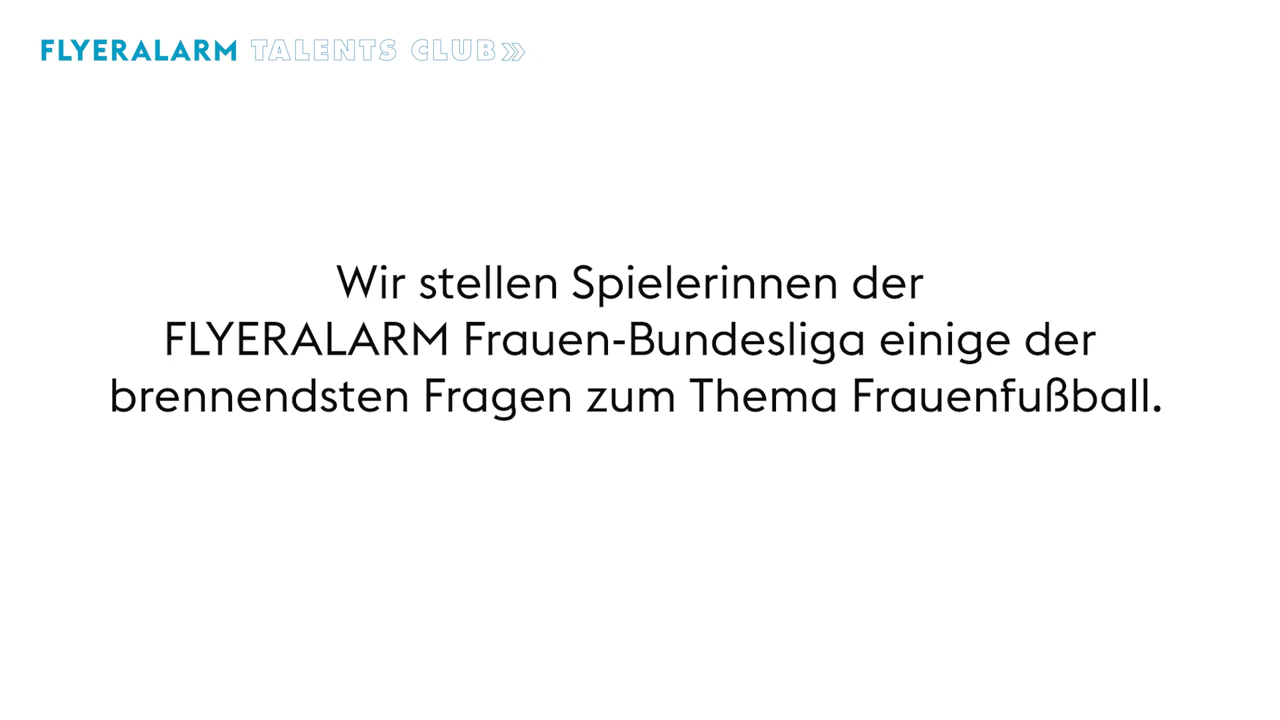 FLYERALARM TALENTS CLUB»
Wir stellen Spielerinnen der
FLYERALARM Frauen-Bundesliga einige der
brennendsten Fragen zum Thema Frauenfußball.